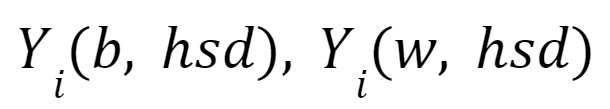 Y_i(b, hsd), Y_i(w, hsd)